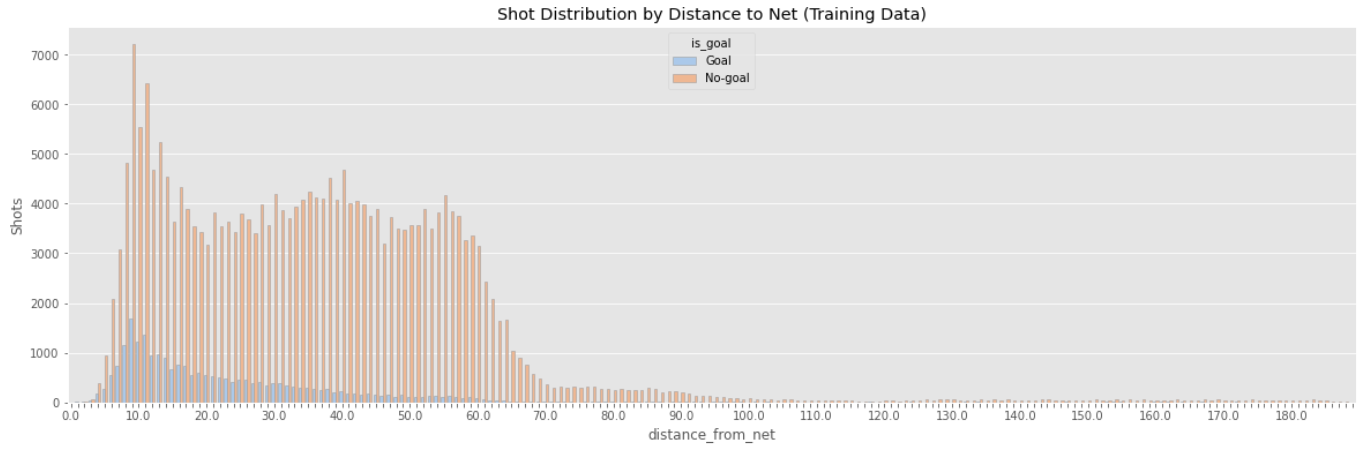 Shot Distribution by Distance to Net (Training Data)
is_goal
Goal
No-goal
7000
6000
5000
4000
3000
2000
1000
0
Shots
0.0 10.0 20.0 30.0 40.0 50.0 60.0 70.0 80.0 90.0 100.0 110.0 120.0 130.0 140.0 150.0 160.0 170.0 180.0
distance_from_net